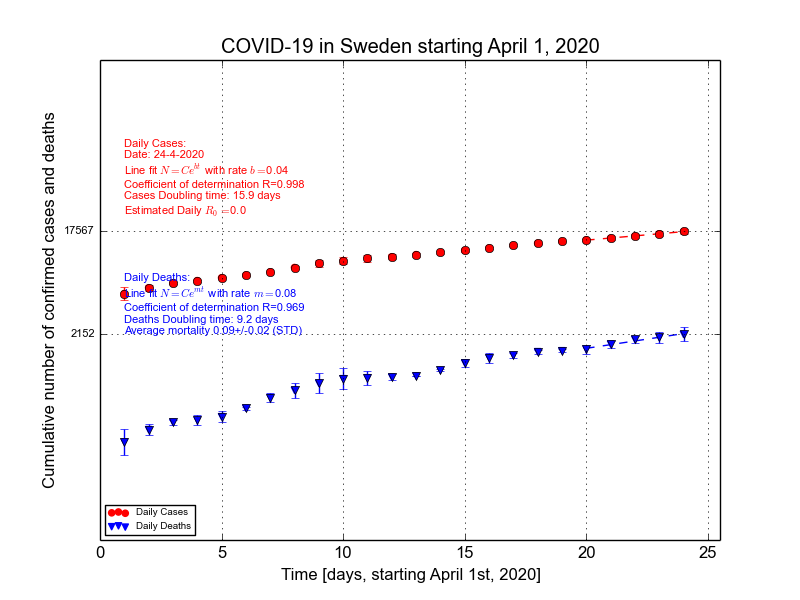 COVID-19 in Sweden starting April 1, 2020
Cumulative number of confirmed cases and deaths
Daily Cases:
Date: 24-4-2020
Line fit N = Ce^{bt} with rate b =0.04
Coefficient of determination R=0.998
Cases Doubling time: 15.9 days
Estimated Daily R_0 =0.0
17567
Daily Deaths:
Line fit N = Ce^{mt} with rate m =0.08
Coefficient of determination R=0.969
Deaths Doubling time: 9.2 days
Average mortality 0.09+/-0.02 (STD)
2152
Daily Cases
Daily Deaths
0 5 10 15 20 25
Time [days, starting April 1st, 2020]